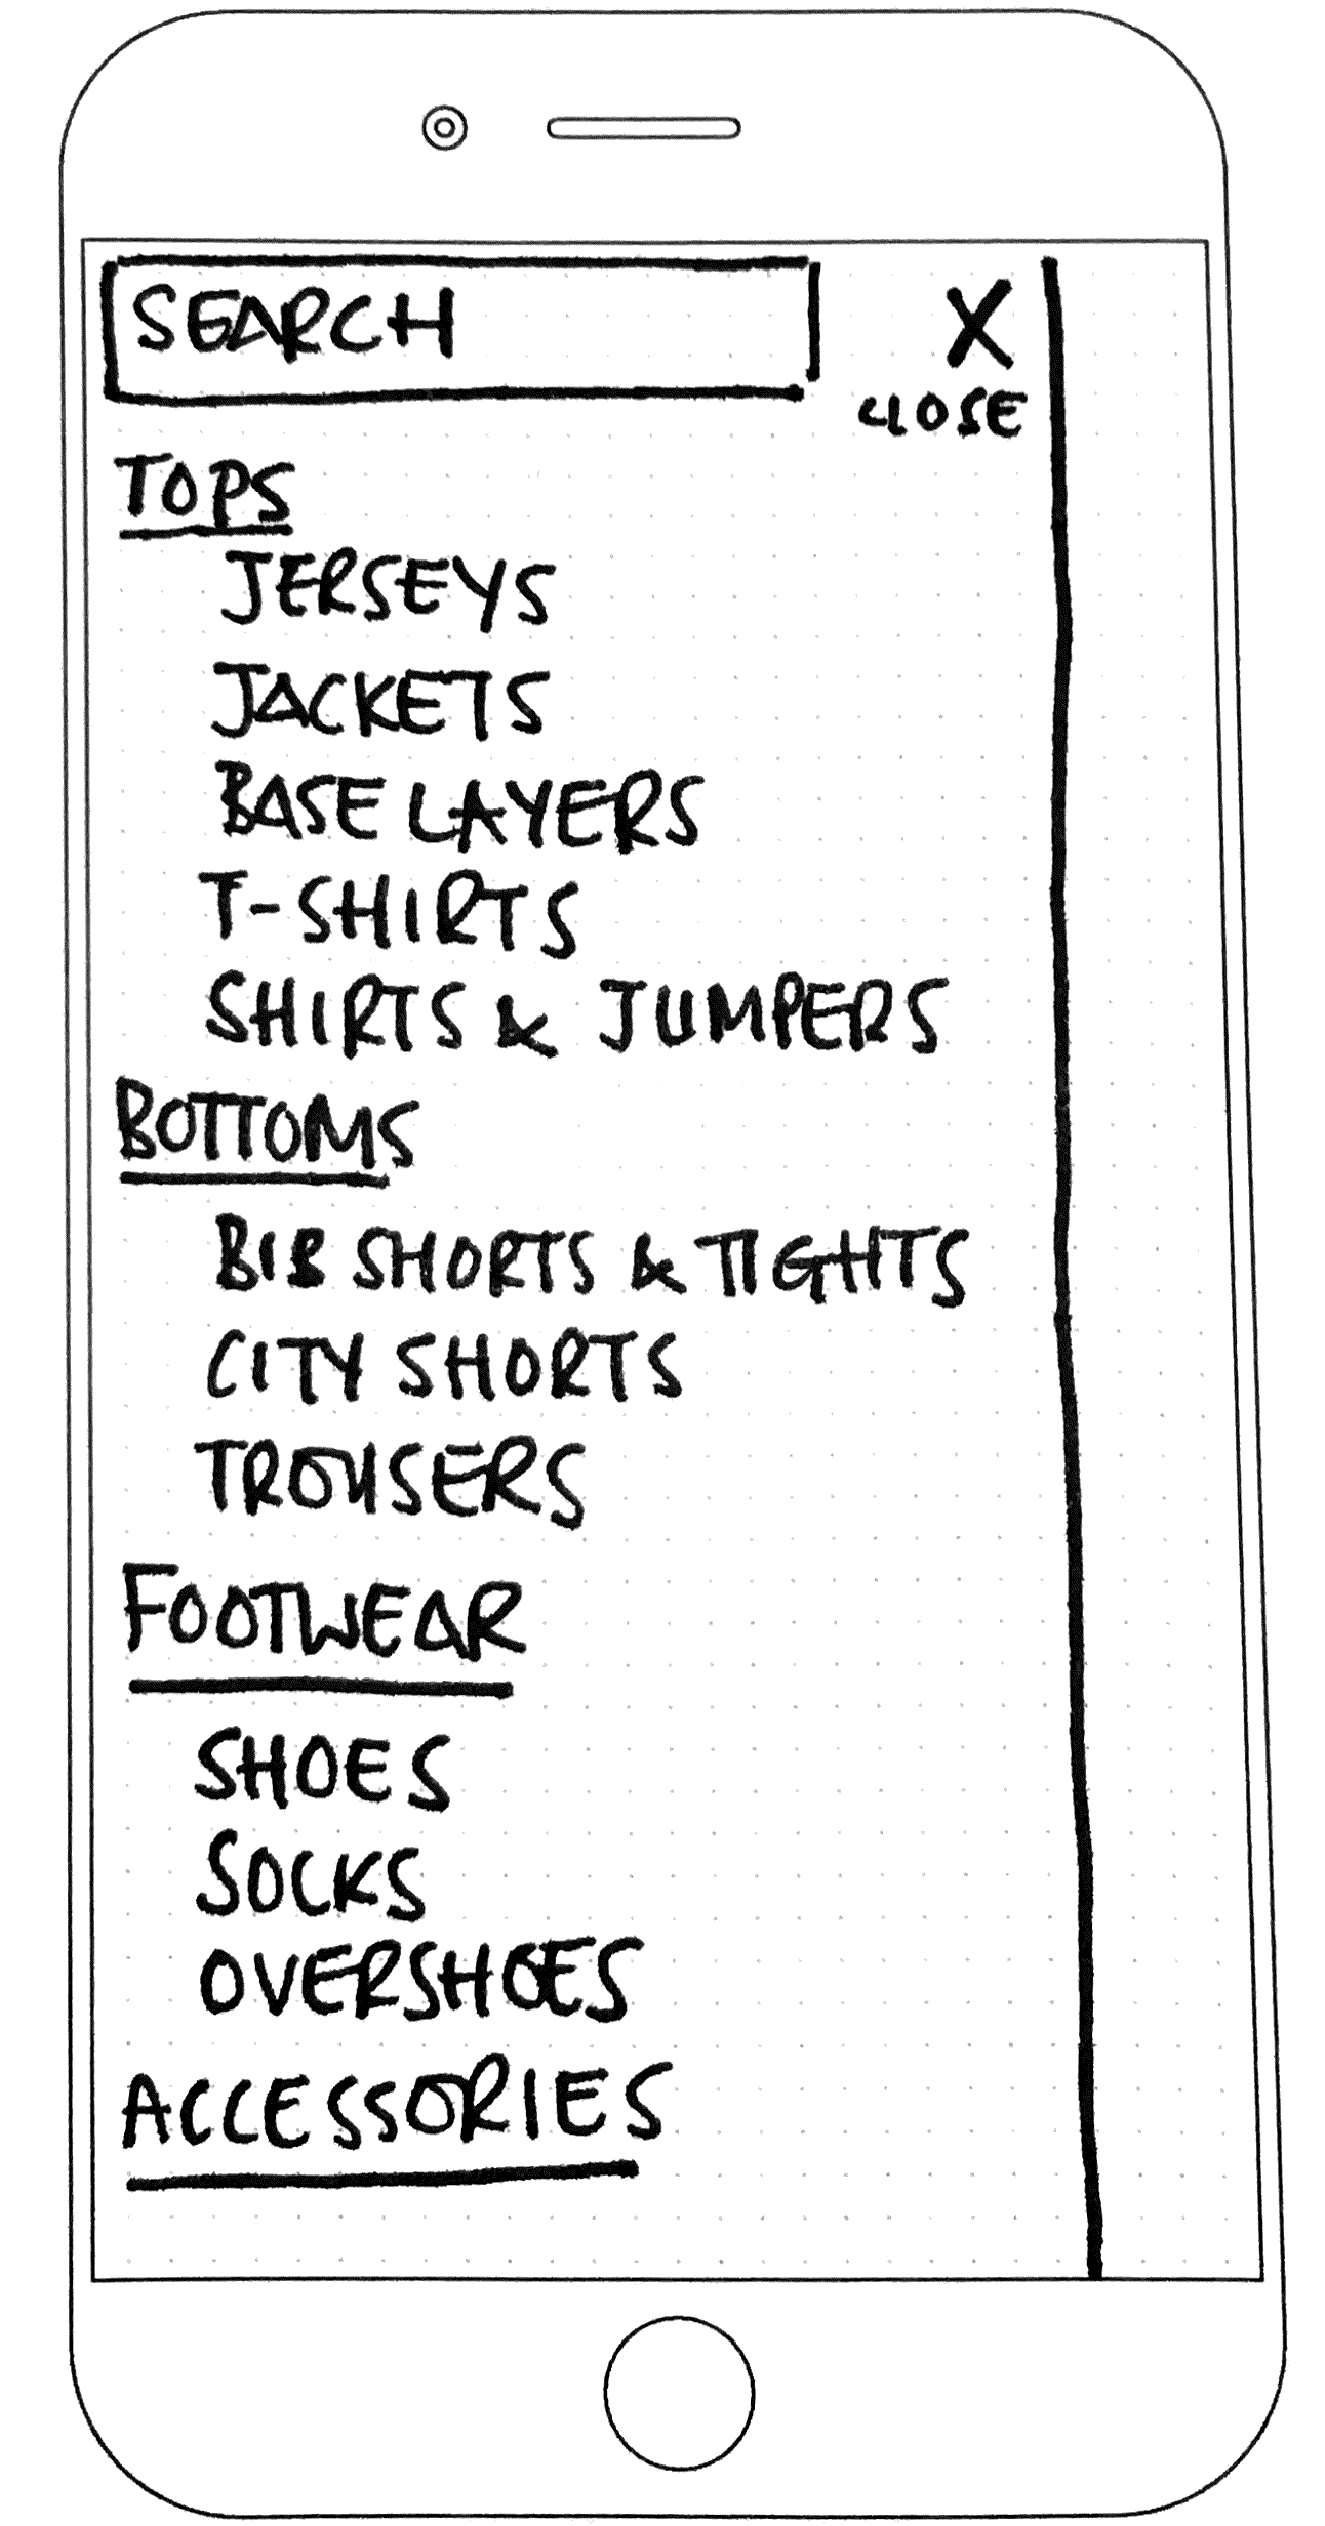 SEARCH
X
CLOSE
TOPS
JERSEYS
JACKETS
BASE LAYERS
T-SHIRTS
SHIRTS & JUMPERS
BOTTOMS
BIB SHORTS & TIGHTS
CITY SHORTS
TROUSERS
FOOTWEAR
SHOES
SOCKS
OVERSHOES
ACCESSORIES